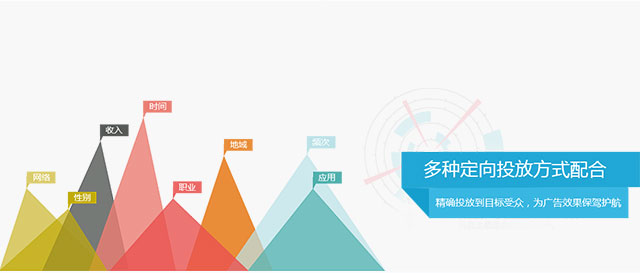 时间
收入
地域
频次
网络
职业
应用
性别
多种定向投放方式配合
精确投放到目标受众，为广告效果保驾护航